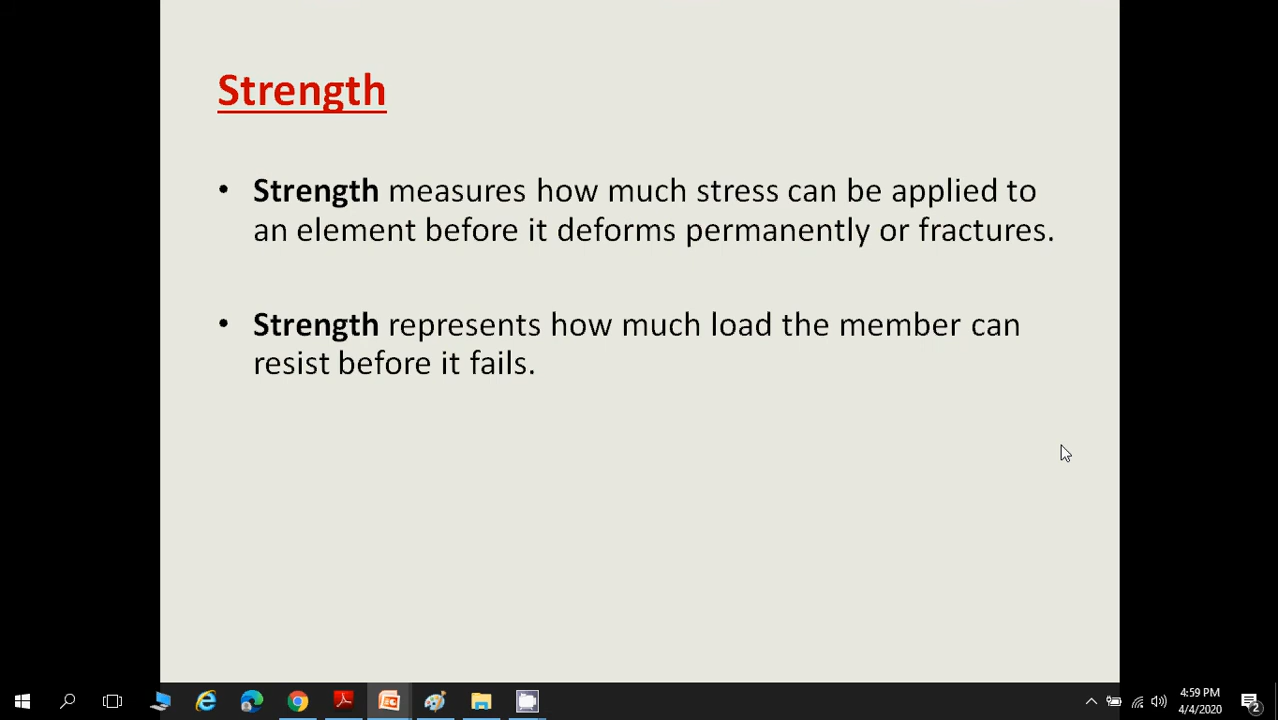 Strength
• Strength measures how much stress can be applied to
an element before it deforms permanently or fractures.
• Strength represents how much load the member can
resist before it fails.
4:59 PM
4/4/2020
2